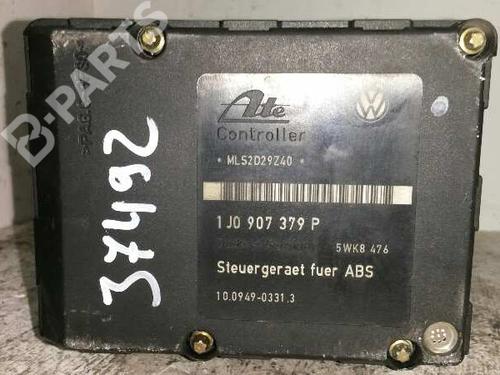 B-PARTS
Ate
Controller
* MLS2D29Z40 *
1J0 907 379 P
5WK8 476
Steuergeraet fuer ABS
10.0949-0331.3
37492